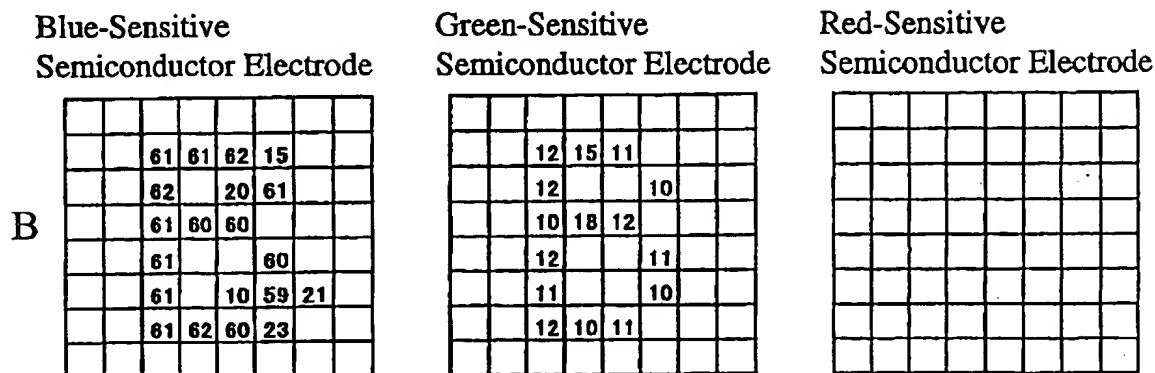 Blue-Sensitive
Semiconductor Electrode
Green-Sensitive
Semiconductor Electrode
Red-Sensitive
Semiconductor Electrode
B
61 61 62 15
62 20 61
61 60 60
61 60
61 10 59 21
61 62 60 23
12 15 11
12 10
10 18 12
12 11
11 10
12 10 11